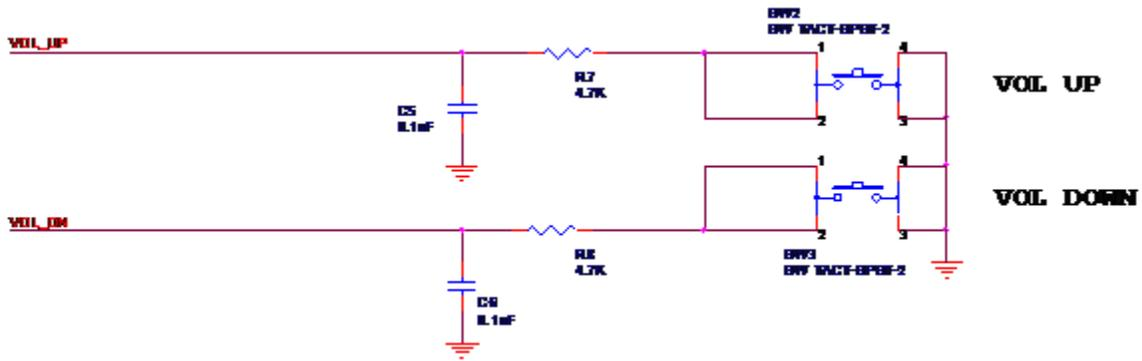 SW2
SW TACT-SPST-2
VOL_UP
1
4
R7
4.7K
VOL UP
C5
0.1uF
2
3
1
4
VOL DOWN
VOL_DN
2
3
R8
4.7K
SW3
SW TACT-SPST-2
0.1uF